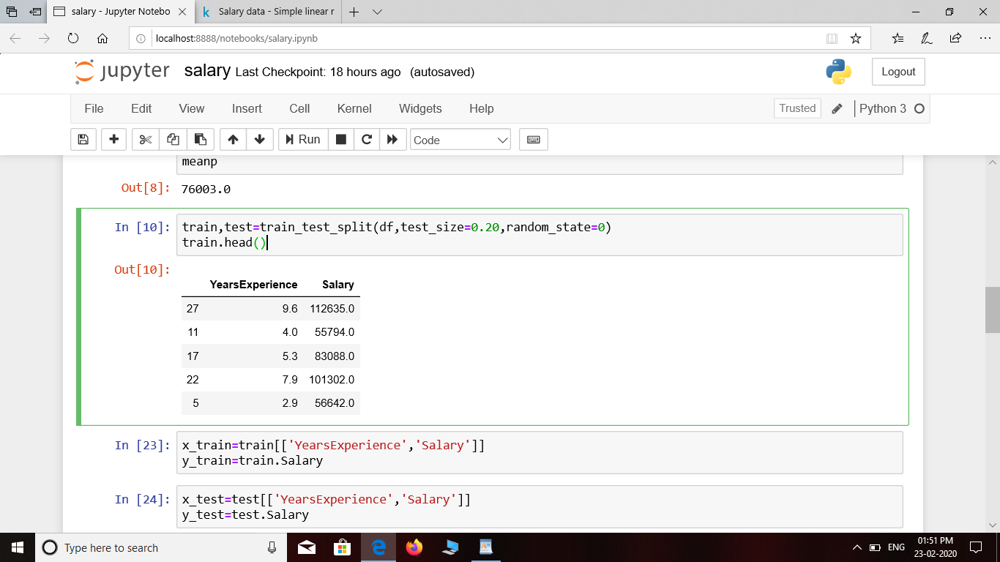 salary - Jupyter Notebo
Salary data - Simple linear r
localhost:8888/notebooks/salary.ipynb
jupyter salary Last Checkpoint: 18 hours ago (autosaved)
Logout
File Edit View Insert Cell Kernel Widgets Help
Trusted
Python 3
Run
Code
meanp
Out[8]: 76003.0
In [10]: train,test=train_test_split(df,test_size=0.20,random_state=0)
train.head()
Out[10]:
YearsExperience Salary
27 9.6 112635.0
11 4.0 55794.0
17 5.3 83088.0
22 7.9 101302.0
5 2.9 56642.0
In [23]: x_train=train[['YearsExperience','Salary']]
y_train=train.Salary
In [24]: x_test=test[['YearsExperience','Salary']]
y_test=test.Salary
Type here to search
ENG
01:51 PM
23-02-2020